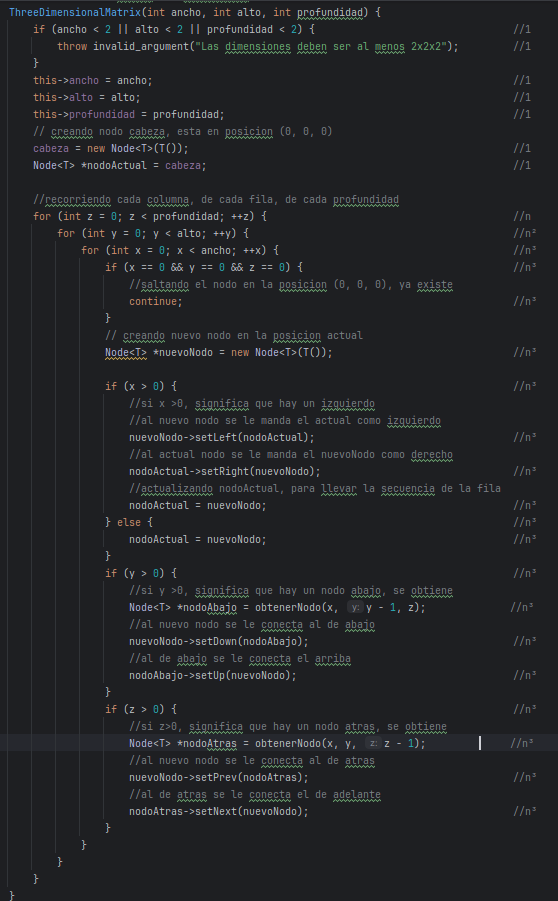 ThreeDimensionalMatrix(int ancho, int alto, int profundidad) {
if (ancho < 2 || alto < 2 || profundidad < 2) { //1
throw invalid_argument("Las dimensiones deben ser al menos 2x2x2"); //1
}
this->ancho = ancho; //1
this->alto = alto; //1
this->profundidad = profundidad; //1
// creando nodo cabeza, esta en posicion (0, 0, 0)
cabeza = new Node<T>(T()); //1
Node<T> *nodoActual = cabeza; //1
//recorriendo cada columna, de cada fila, de cada profundidad
for (int z = 0; z < profundidad; ++z) { //n
for (int y = 0; y < alto; ++y) { //n²
for (int x = 0; x < ancho; ++x) { //n³
if (x == 0 && y == 0 && z == 0) { //n³
//saltando el nodo en la posicion (0, 0, 0), ya existe
continue; //n³
}
// creando nuevo nodo en la posicion actual
Node<T> *nuevoNodo = new Node<T>(T()); //n³
if (x > 0) { //n³
//si x >0, significa que hay un izquierdo
//al nuevo nodo se le manda el actual como izquierdo
nuevoNodo->setLeft(nodoActual); //n³
//al actual nodo se le manda el nuevoNodo como derecho
nodoActual->setRight(nuevoNodo); //n³
//actualizando nodoActual, para llevar la secuencia de la fila
nodoActual = nuevoNodo; //n³
} else { //n³
nodoActual = nuevoNodo; //n³
}
if (y > 0) { //n³
//si y >0, significa que hay un nodo abajo, se obtiene
Node<T> *nodoAbajo = obtenerNodo(x, y: y - 1, z); //n³
//al nuevo nodo se le conecta al de abajo
nuevoNodo->setDown(nodoAbajo); //n³
//al de abajo se le conecta el arriba
nodoAbajo->setUp(nuevoNodo); //n³
}
if (z > 0) { //n³
//si z>0, significa que hay un nodo atras, se obtiene
Node<T> *nodoAtras = obtenerNodo(x, y, z: z - 1); //n³
//al nuevo nodo se le conecta al de atras
nuevoNodo->setPrev(nodoAtras); //n³
//al de atras se le conecta el de adelante
nodoAtras->setNext(nuevoNodo); //n³
}
}
}
}
}